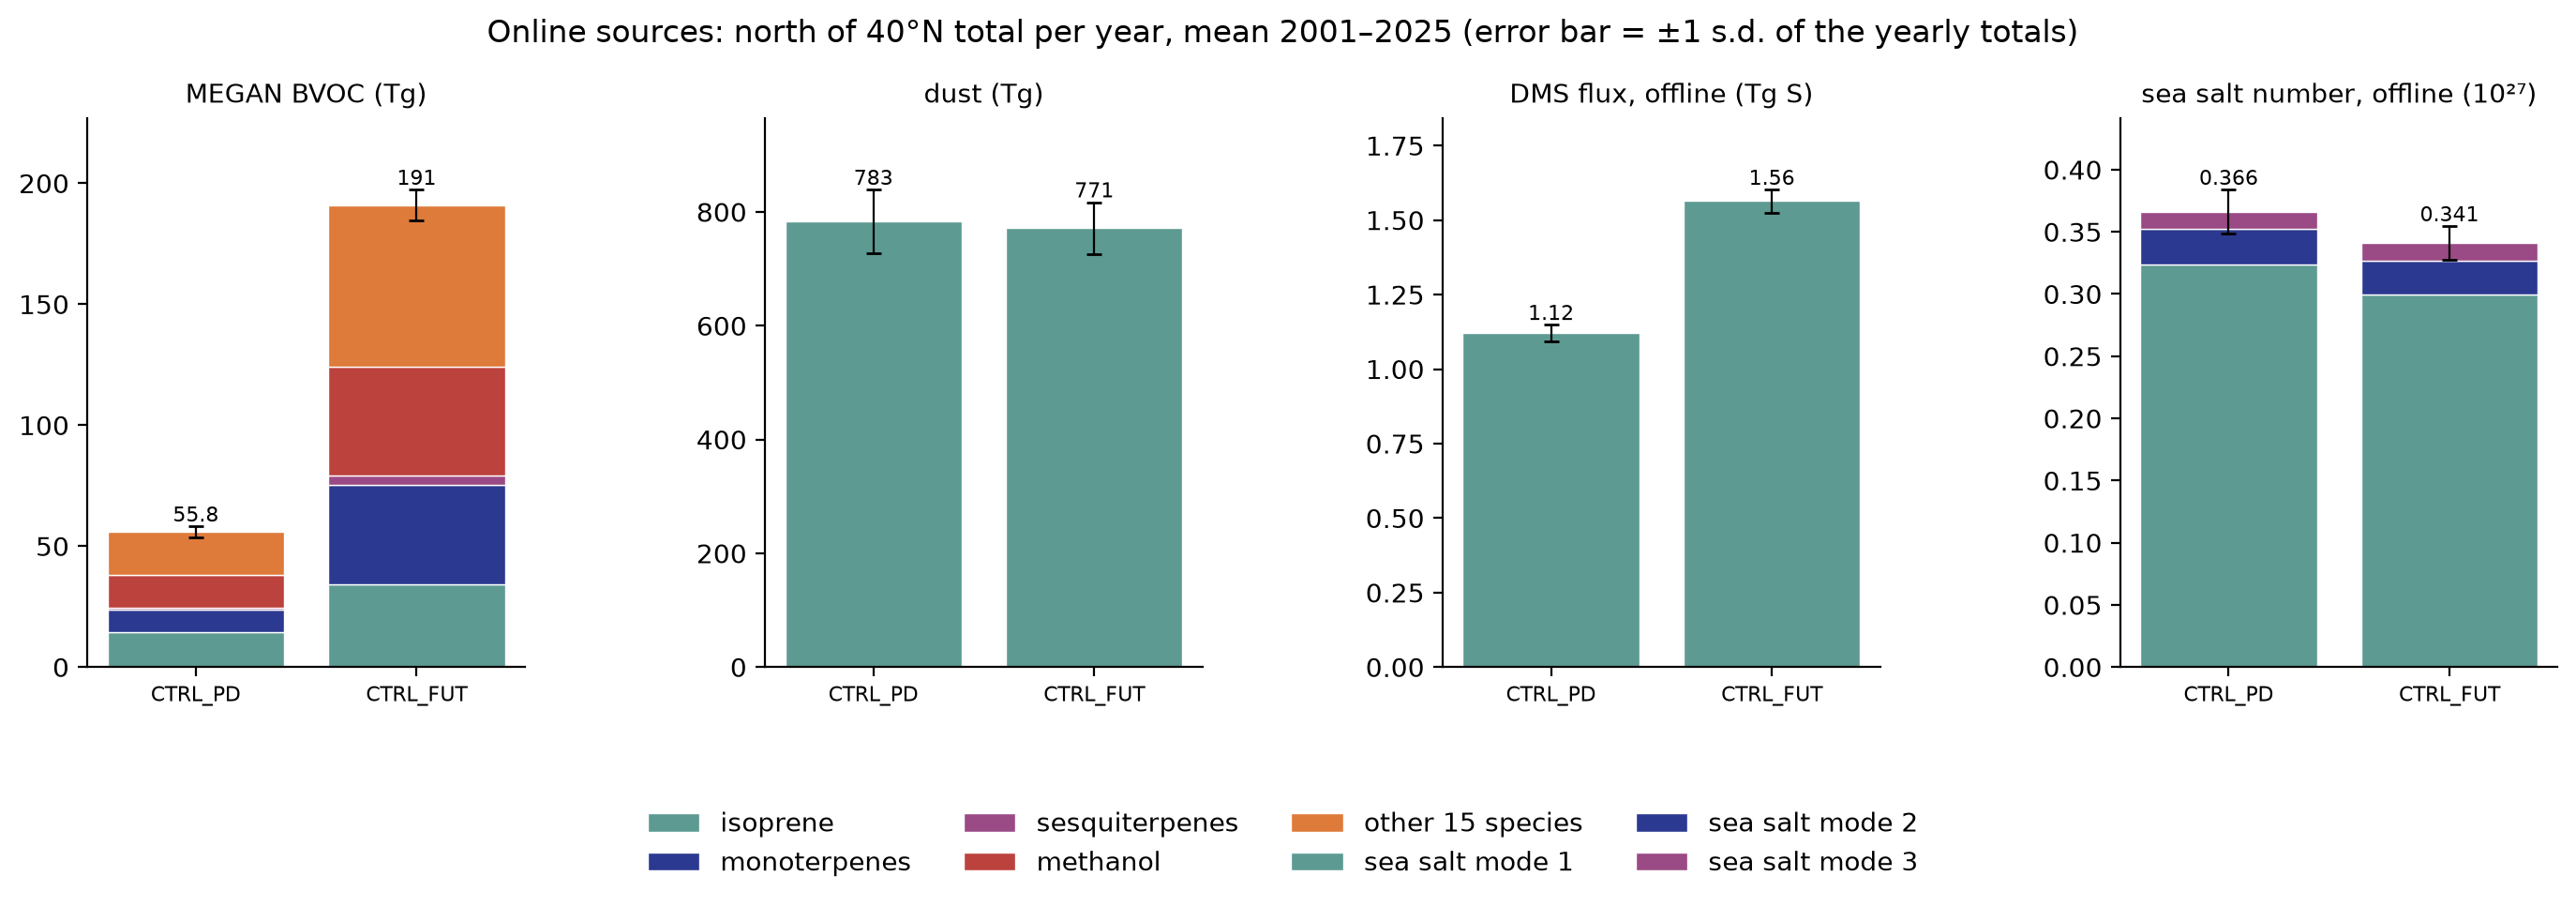 Online sources: north of 40°N total per year, mean 2001–2025 (error bar = ±1 s.d. of the yearly totals)
MEGAN BVOC (Tg)
200
150
100
50
0
55.8
191
CTRL_PD
CTRL_FUT
dust (Tg)
800
600
400
200
0
783
771
CTRL_PD
CTRL_FUT
DMS flux, offline (Tg S)
1.75
1.50
1.25
1.00
0.75
0.50
0.25
0.00
1.12
1.56
CTRL_PD
CTRL_FUT
sea salt number, offline (10²⁷)
0.40
0.35
0.30
0.25
0.20
0.15
0.10
0.05
0.00
0.366
0.341
CTRL_PD
CTRL_FUT
isoprene
monoterpenes
sesquiterpenes
methanol
other 15 species
sea salt mode 1
sea salt mode 2
sea salt mode 3